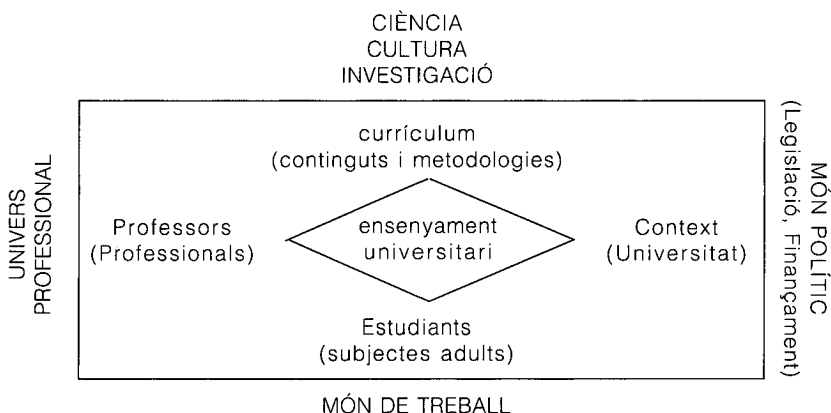 CIÈNCIA
CULTURA
INVESTIGACIÓ
UNIVERS
PROFESSIONAL
currículum
(continguts i metodologies)
Professors
(Professionals)
ensenyament
universitari
Context
(Universitat)
Estudiants
(subjectes adults)
MÓN POLÍTIC
(Legislació, Finançament)
MÓN DE TREBALL